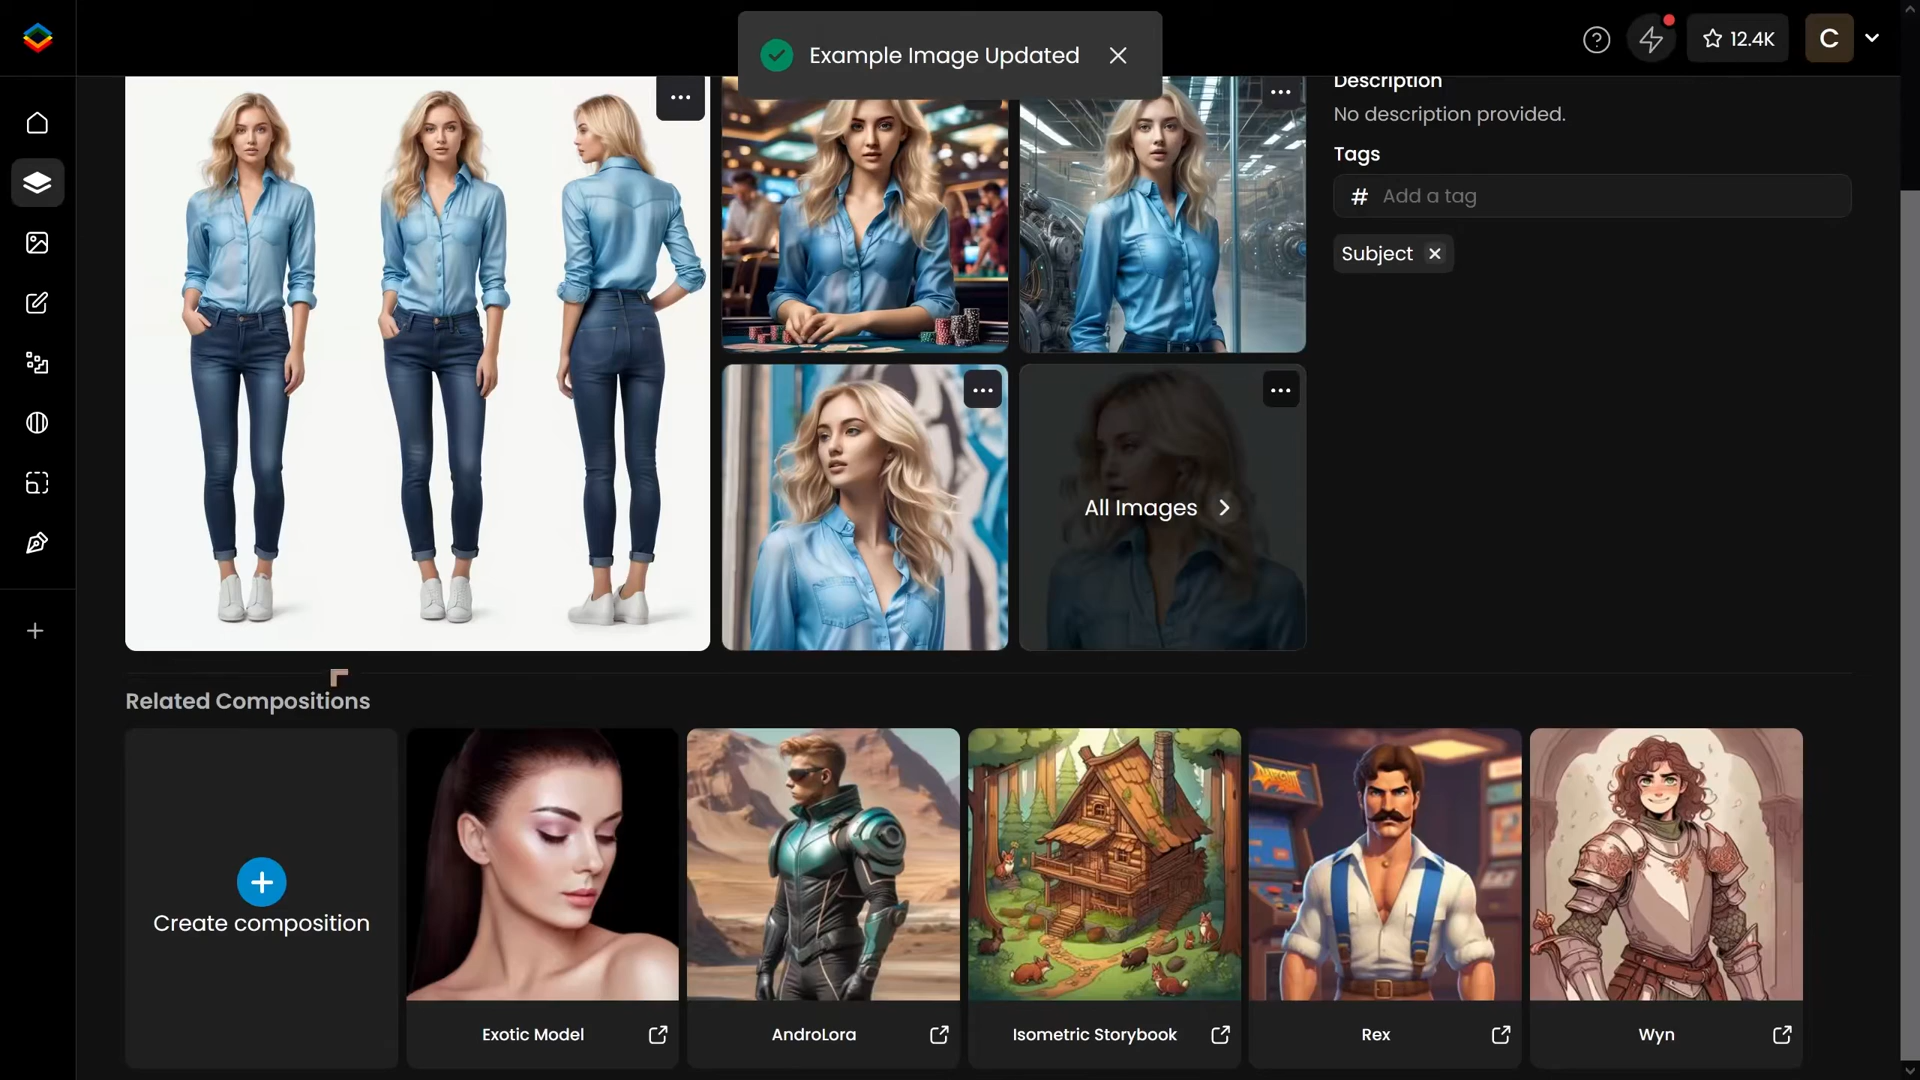 Example Image Updated
12.4K
C
Description
No description provided.
Tags
# Add a tag
Subject
All Images
Related Compositions
Create composition
Exotic Model
AndroLora
Isometric Storybook
Rex
Wyn